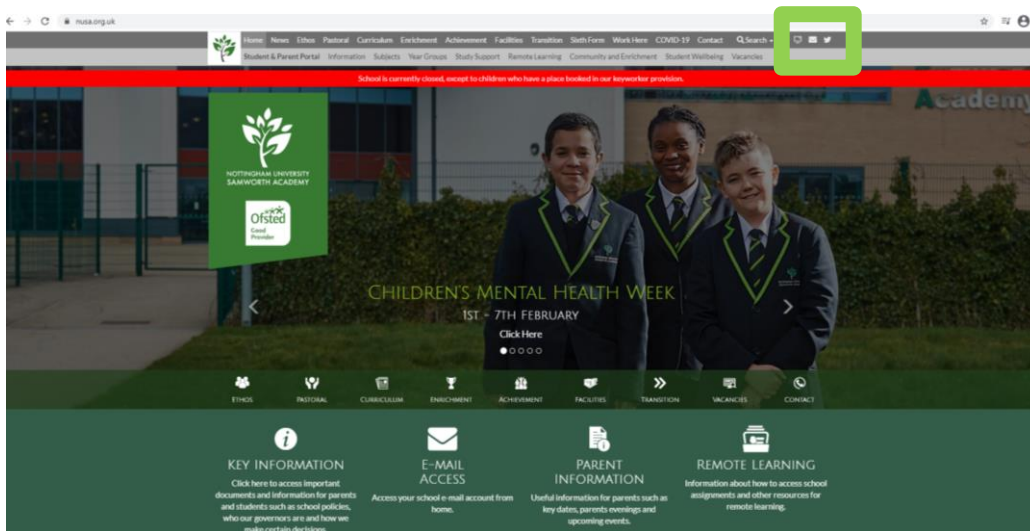 nusa.org.uk
Home News Ethos Pastoral Curriculum Enrichment Achievement Facilities Transition Sixth Form Work Here COVID-19 Contact Search
Student & Parent Portal Information Subjects Year Groups Study Support Remote Learning Community and Enrichment Student Wellbeing Vacancies
School is currently closed, except to children who have a place booked in our keyworker provision.
Academy
NOTTINGHAM UNIVERSITY
SAMWORTH ACADEMY
Ofsted
Good
Provider
CHILDREN'S MENTAL HEALTH WEEK
1ST - 7TH FEBRUARY
Click Here
ETHOS PASTORAL CURRICULUM ENRICHMENT ACHIEVEMENT FACILITIES TRANSITION VACANCIES CONTACT
KEY INFORMATION
Click here to access important
documents and information for parents
and students such as school policies,
who our governors are and how we
make certain decisions.
E-MAIL
ACCESS
Access your school e-mail account from
home.
PARENT
INFORMATION
Useful information for parents such as
key dates, parents evenings and
upcoming events.
REMOTE LEARNING
Information about how to access school
assignments and other resources for
remote learning.